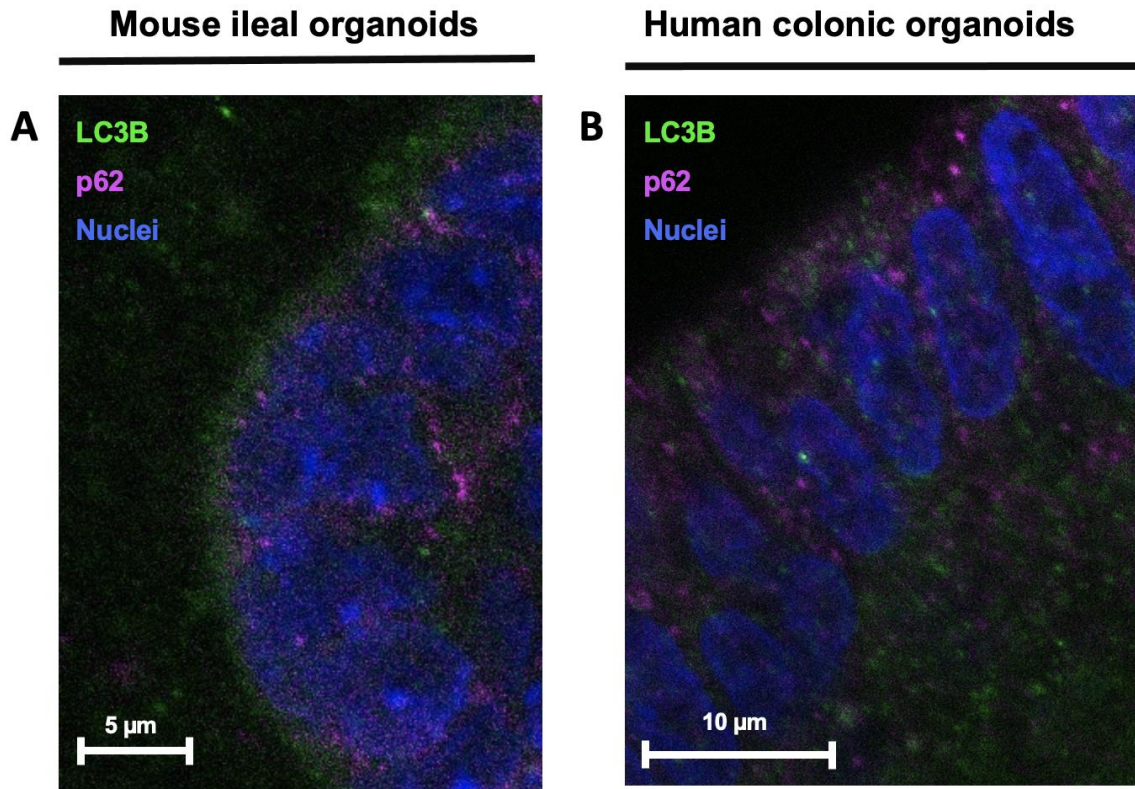 Mouse ileal organoids
Human colonic organoids
A
LC3B
p62
Nuclei
5 µm
B
LC3B
p62
Nuclei
10 µm